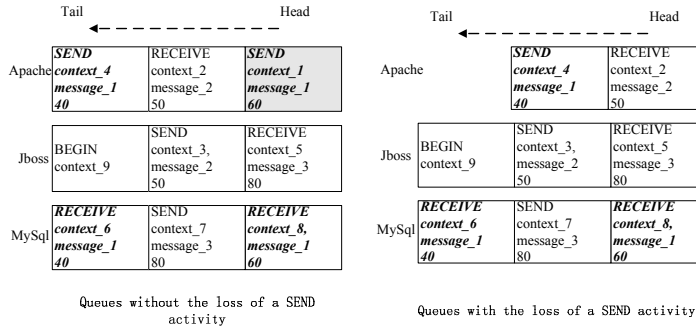 Tail Head
Apache
SEND
context_4
message_1
40
RECEIVE
context_2
message_2
50
SEND
context_1
message_1
60
Jboss
BEGIN
context_9
SEND
context_3,
message_2
50
RECEIVE
context_5
message_3
80
MySql
RECEIVE
context_6
message_1
40
SEND
context_7
message_3
80
RECEIVE
context_8,
message_1
60
Queues without the loss of a SEND
activity
Tail Head
Apache
SEND
context_4
message_1
40
RECEIVE
context_2
message_2
50
Jboss
BEGIN
context_9
SEND
context_3,
message_2
50
RECEIVE
context_5
message_3
80
MySql
RECEIVE
context_6
message_1
40
SEND
context_7
message_3
80
RECEIVE
context_8,
message_1
60
Queues with the loss of a SEND activity